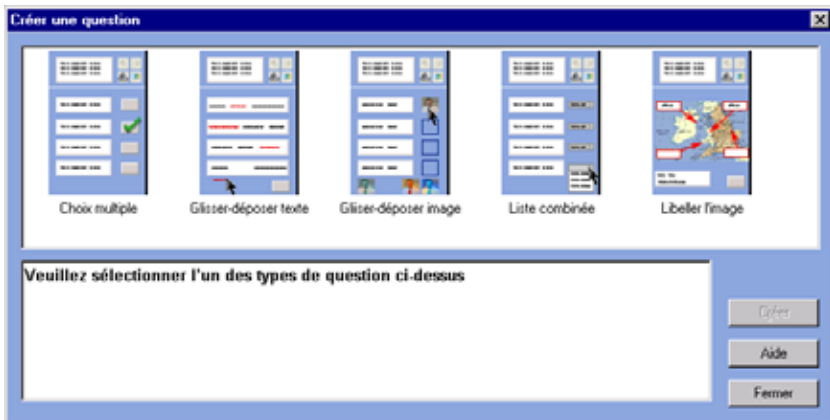 Créer une question
Choix multiple
Glisser-déposer texte
Gliser-déposer image
Liste combinée
Libeller l'image
Veuillez sélectionner l'un des types de question ci-dessus
Créer
Aide
Fermer